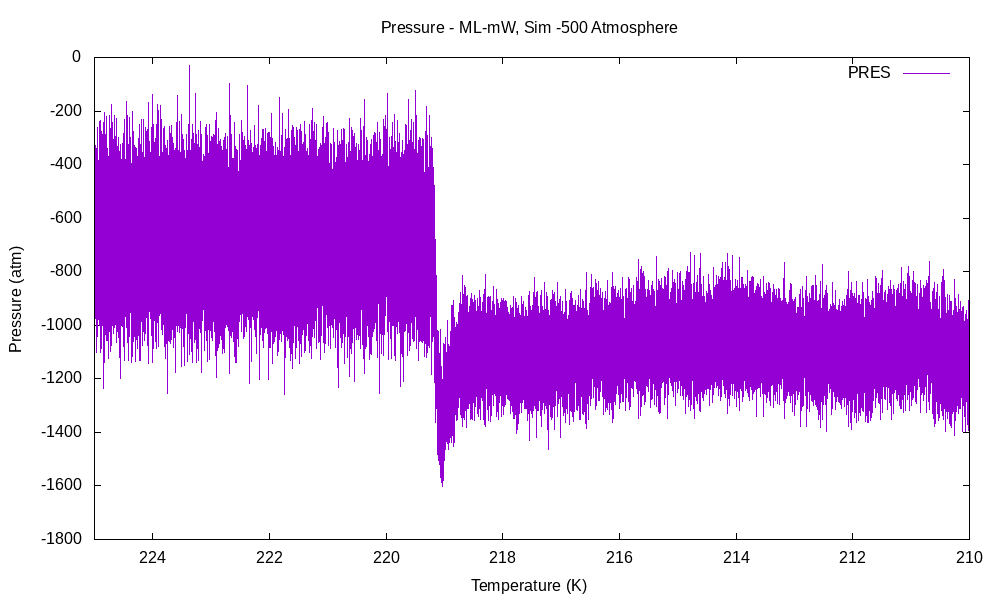 Pressure - ML-mW, Sim -500 Atmosphere
PRES
0
-200
-400
-600
-800
-1000
-1200
-1400
-1600
-1800
Pressure (atm)
224 222 220 218 216 214 212 210
Temperature (K)